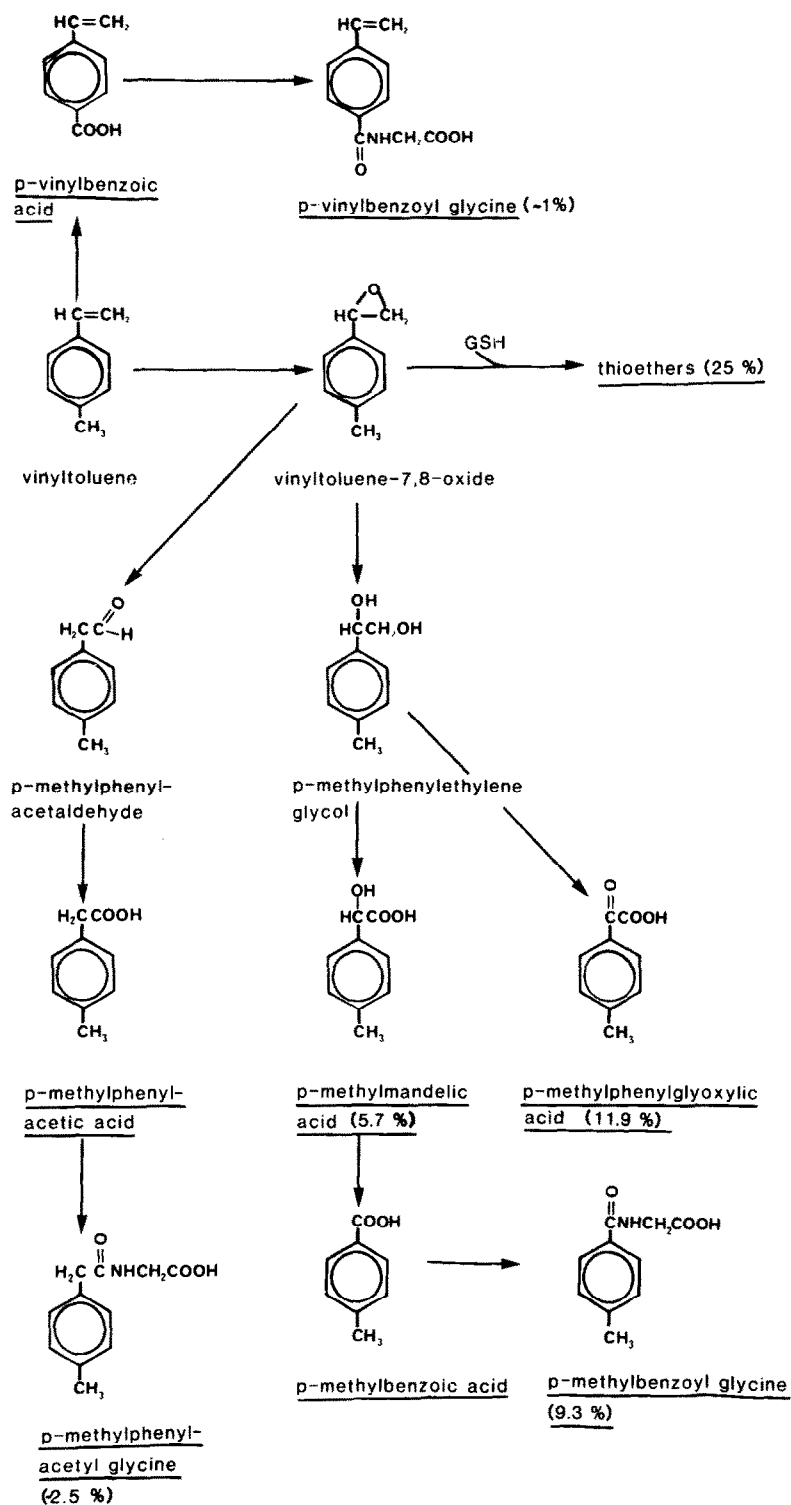 HC=CH₂
COOH
p-vinylbenzoic
acid
HC=CH₂
CNHCH₂COOH
O
p-vinylbenzoyl glycine (~1%)
HC=CH₂
CH₃
vinyltoluene
O
HC-CH₂
CH₃
vinyltoluene-7,8-oxide
GSH
thioethers (25 %)
O
H₂C C-H
CH₃
p-methylphenyl-
acetaldehyde
OH
HCCH₂OH
CH₃
p-methylphenylethylene
glycol
H₂CCOOH
CH₃
p-methylphenyl-
acetic acid
OH
HCCOOH
CH₃
p-methylmandelic
acid (5.7 %)
O
CCOOH
CH₃
p-methylphenylglyoxylic
acid (11.9 %)
O
H₂C C NHCH₂COOH
CH₃
p-methylphenyl-
acetyl glycine
(~2.5 %)
COOH
CH₃
p-methylbenzoic acid
O
CNHCH₂COOH
CH₃
p-methylbenzoyl glycine
(9.3 %)